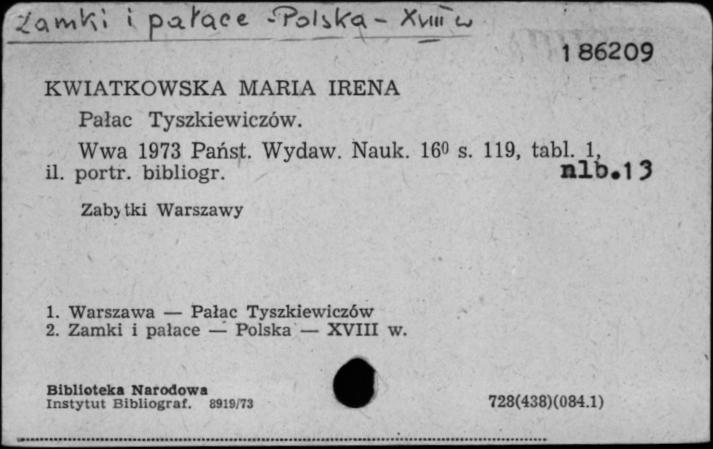 Zamki i pałace - Polska - XVIII w
186209
KWIATKOWSKA MARIA IRENA
Pałac Tyszkiewiczów.
Wwa 1973 Państ. Wydaw. Nauk. 16⁰ s. 119, tabl. 1,
il. portr. bibliogr. nlb.13
Zabytki Warszawy
1. Warszawa — Pałac Tyszkiewiczów
2. Zamki i pałace — Polska — XVIII w.
Biblioteka Narodowa
Instytut Bibliograf. 8919/73 728(438)(084.1)